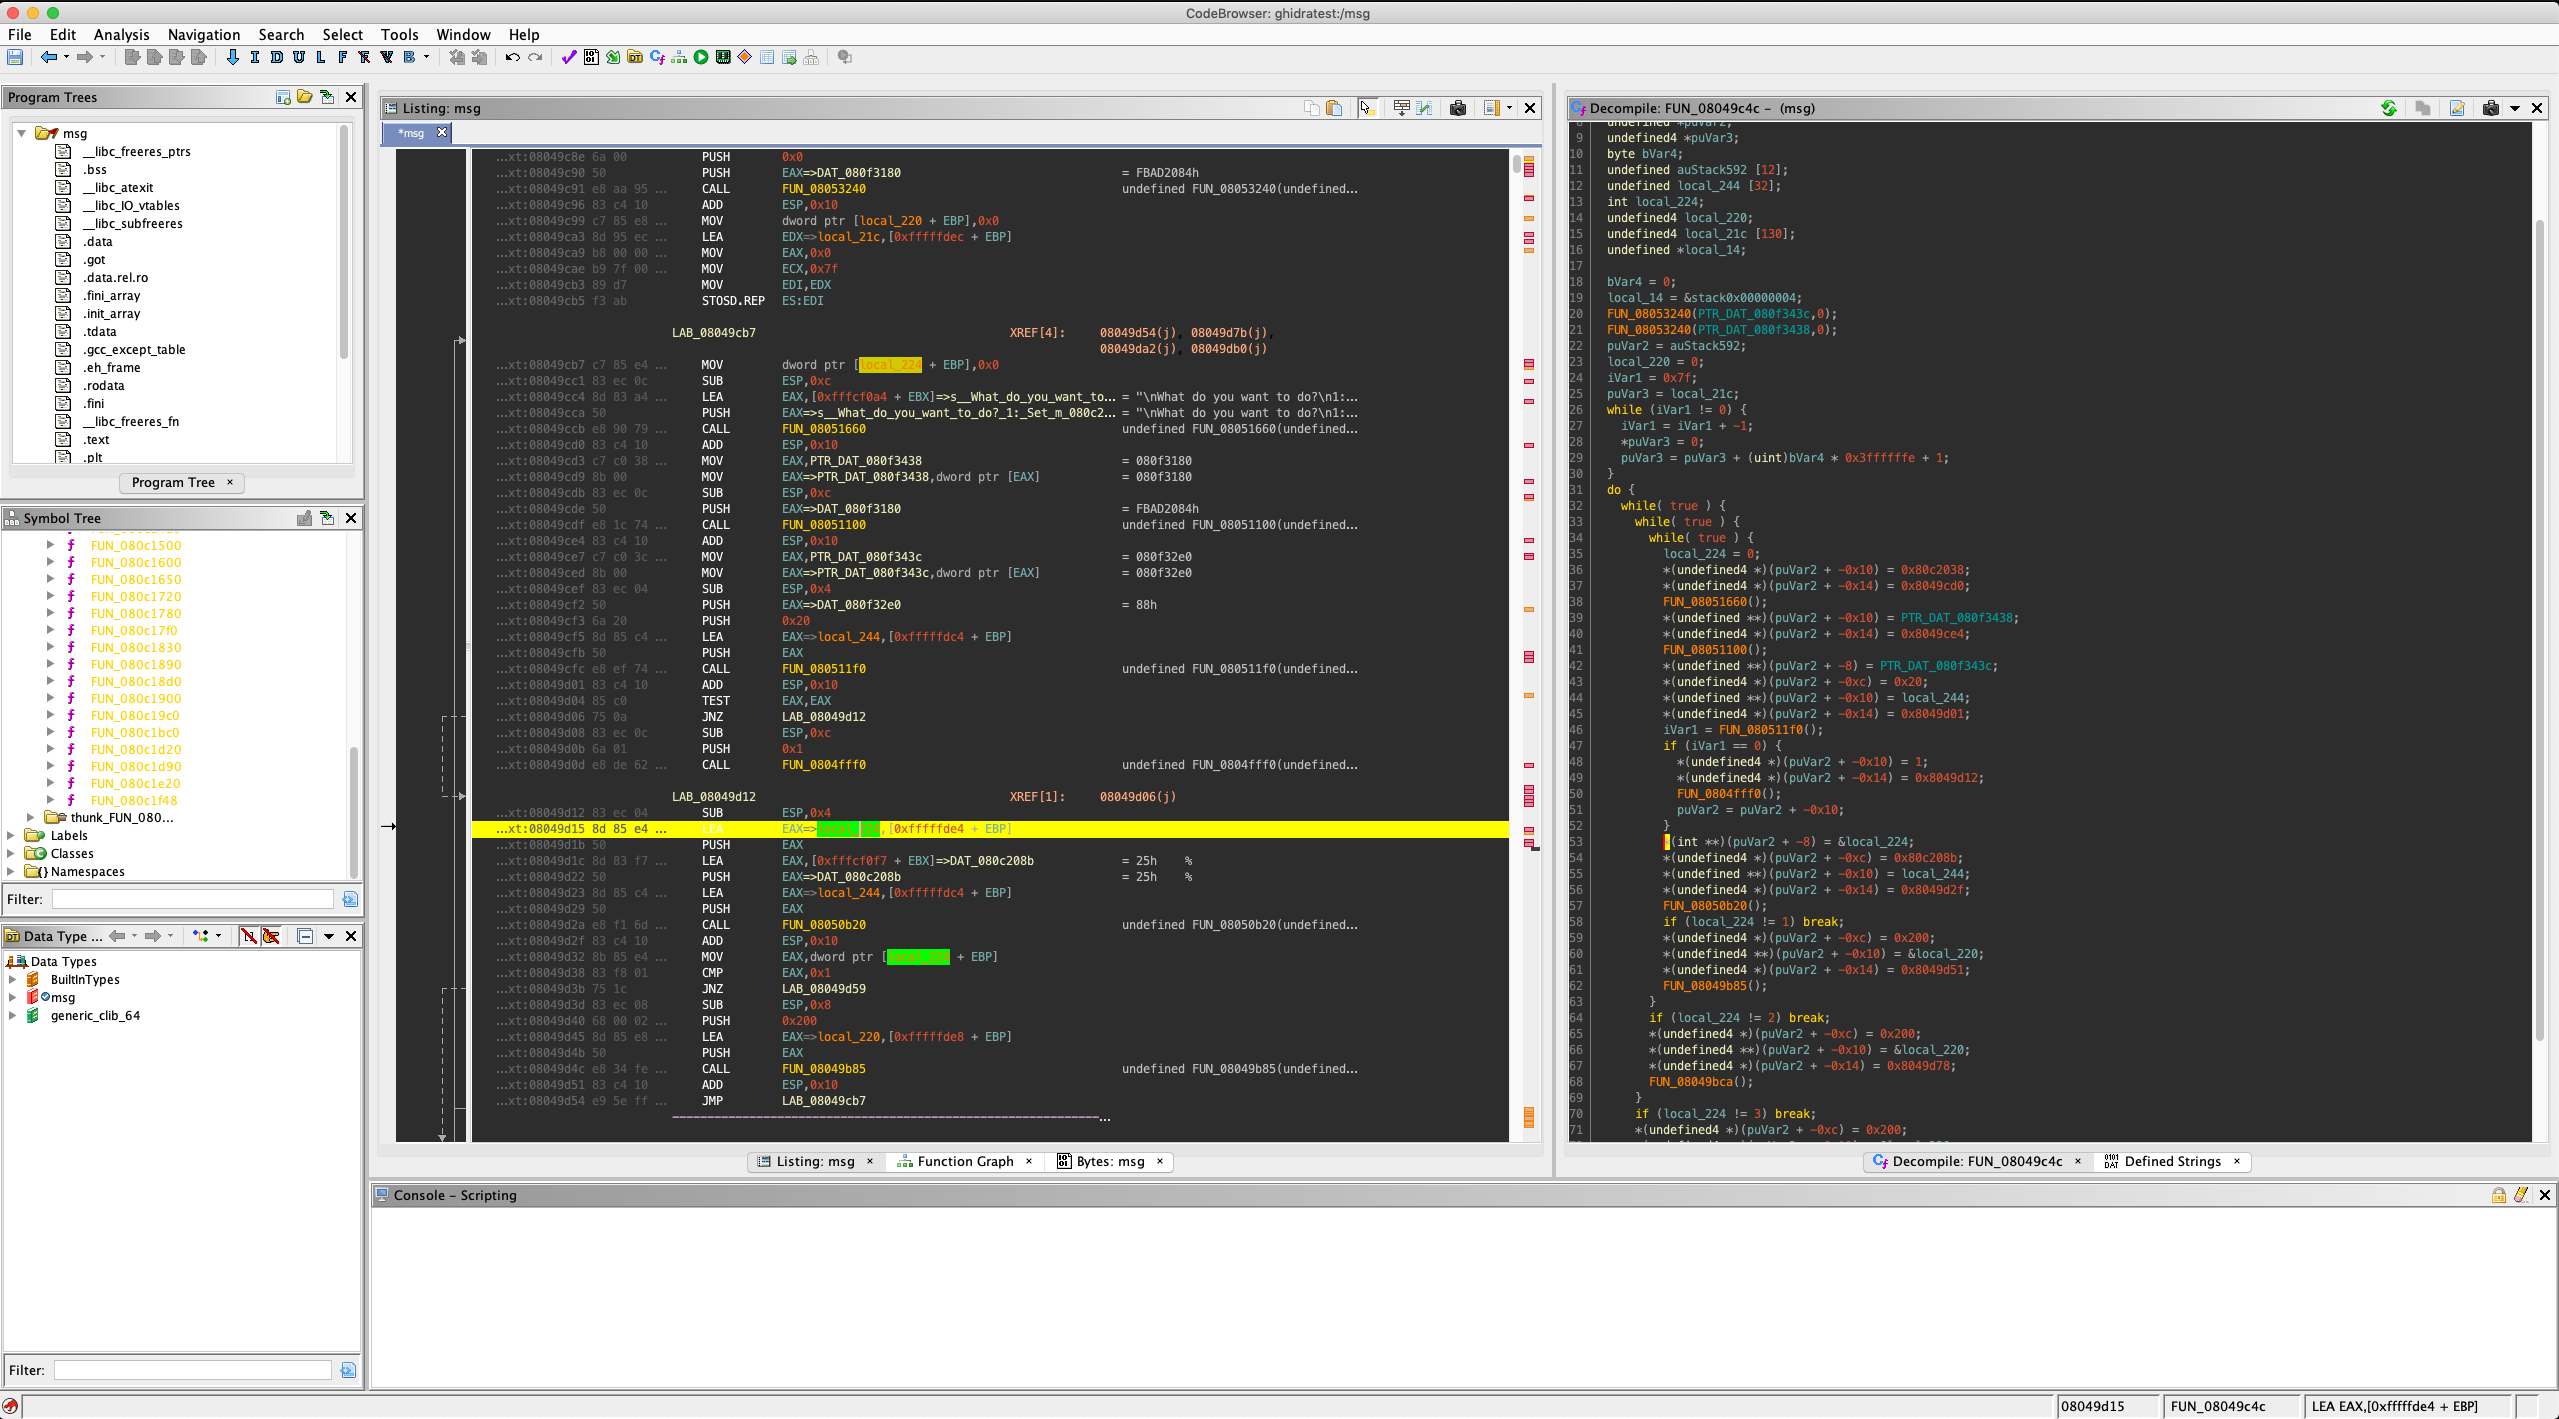 CodeBrowser: ghidratest:/msg
File Edit Analysis Navigation Search Select Tools Window Help
Program Trees
msg
__libc_freeres_ptrs
.bss
__libc_atexit
__libc_IO_vtables
__libc_subfreeres
.data
.got
.data.rel.ro
.fini_array
.init_array
.tdata
.gcc_except_table
.eh_frame
.rodata
.fini
__libc_freeres_fn
.text
.plt
Program Tree ×
Symbol Tree
FUN_080c1500
FUN_080c1600
FUN_080c1650
FUN_080c1720
FUN_080c1780
FUN_080c17f0
FUN_080c1830
FUN_080c1890
FUN_080c18d0
FUN_080c1900
FUN_080c19c0
FUN_080c1bc0
FUN_080c1d20
FUN_080c1d90
FUN_080c1e20
FUN_080c1f48
thunk_FUN_080...
Labels
Classes
Namespaces
Filter:
Data Type ...
Data Types
BuiltInTypes
msg
generic_clib_64
Filter:
Listing: msg
*msg
...xt:08049c8e 6a 00 PUSH 0x0
...xt:08049c90 50 PUSH EAX=>DAT_080f3180 = FBAD2084h
...xt:08049c91 e8 aa 95 ... CALL FUN_08053240 undefined FUN_08053240(undefined...
...xt:08049c96 83 c4 10 ADD ESP,0x10
...xt:08049c99 c7 85 e8 ... MOV dword ptr [local_220 + EBP],0x0
...xt:08049ca3 8d 95 ec ... LEA EDX=>local_21c,[0xfffffdec + EBP]
...xt:08049ca9 b8 00 00 ... MOV EAX,0x0
...xt:08049cae b9 7f 00 ... MOV ECX,0x7f
...xt:08049cb3 89 d7 MOV EDI,EDX
...xt:08049cb5 f3 ab STOSD.REP ES:EDI
LAB_08049cb7 XREF[4]: 08049d54(j), 08049d7b(j),
08049da2(j), 08049db0(j)
...xt:08049cb7 c7 85 e4 ... MOV dword ptr [local_224 + EBP],0x0
...xt:08049cc1 83 ec 0c SUB ESP,0xc
...xt:08049cc4 8d 83 a4 ... LEA EAX,[0xfffcf0a4 + EBX]=>s__What_do_you_want_to... = "\nWhat do you want to do?\n1:...
...xt:08049cca 50 PUSH EAX=>s__What_do_you_want_to_do?_1:_Set_m_080c2... = "\nWhat do you want to do?\n1:...
...xt:08049ccb e8 90 79 ... CALL FUN_08051660 undefined FUN_08051660(undefined...
...xt:08049cd0 83 c4 10 ADD ESP,0x10
...xt:08049cd3 c7 c0 38 ... MOV EAX,PTR_DAT_080f3438 = 080f3180
...xt:08049cd9 8b 00 MOV EAX=>PTR_DAT_080f3438,dword ptr [EAX] = 080f3180
...xt:08049cdb 83 ec 0c SUB ESP,0xc
...xt:08049cde 50 PUSH EAX=>DAT_080f3180 = FBAD2084h
...xt:08049cdf e8 1c 74 ... CALL FUN_08051100 undefined FUN_08051100(undefined...
...xt:08049ce4 83 c4 10 ADD ESP,0x10
...xt:08049ce7 c7 c0 3c ... MOV EAX,PTR_DAT_080f343c = 080f32e0
...xt:08049ced 8b 00 MOV EAX=>PTR_DAT_080f343c,dword ptr [EAX] = 080f32e0
...xt:08049cef 83 ec 04 SUB ESP,0x4
...xt:08049cf2 50 PUSH EAX=>DAT_080f32e0 = 88h
...xt:08049cf3 6a 20 PUSH 0x20
...xt:08049cf5 8d 85 c4 ... LEA EAX=>local_244,[0xfffffdc4 + EBP]
...xt:08049cfb 50 PUSH EAX
...xt:08049cfc e8 ef 74 ... CALL FUN_080511f0 undefined FUN_080511f0(undefined...
...xt:08049d01 83 c4 10 ADD ESP,0x10
...xt:08049d04 85 c0 TEST EAX,EAX
...xt:08049d06 75 0a JNZ LAB_08049d12
...xt:08049d08 83 ec 0c SUB ESP,0xc
...xt:08049d0b 6a 01 PUSH 0x1
...xt:08049d0d e8 de 62 ... CALL FUN_0804fff0 undefined FUN_0804fff0(undefined...
LAB_08049d12 XREF[1]: 08049d06(j)
...xt:08049d12 83 ec 04 SUB ESP,0x4
...xt:08049d15 8d 85 e4 ... LEA EAX=>local_224,[0xfffffde4 + EBP]
...xt:08049d1b 50 PUSH EAX
...xt:08049d1c 8d 83 f7 ... LEA EAX,[0xfffcf0f7 + EBX]=>DAT_080c208b = 25h %
...xt:08049d22 50 PUSH EAX=>DAT_080c208b = 25h %
...xt:08049d23 8d 85 c4 ... LEA EAX=>local_244,[0xfffffdc4 + EBP]
...xt:08049d29 50 PUSH EAX
...xt:08049d2a e8 f1 6d ... CALL FUN_08050b20 undefined FUN_08050b20(undefined...
...xt:08049d2f 83 c4 10 ADD ESP,0x10
...xt:08049d32 8b 85 e4 ... MOV EAX,dword ptr [local_224 + EBP]
...xt:08049d38 83 f8 01 CMP EAX,0x1
...xt:08049d3b 75 1c JNZ LAB_08049d59
...xt:08049d3d 83 ec 08 SUB ESP,0x8
...xt:08049d40 68 00 02 ... PUSH 0x200
...xt:08049d45 8d 85 e8 ... LEA EAX=>local_220,[0xfffffde8 + EBP]
...xt:08049d4b 50 PUSH EAX
...xt:08049d4c e8 34 fe ... CALL FUN_08049b85 undefined FUN_08049b85(undefined...
...xt:08049d51 83 c4 10 ADD ESP,0x10
...xt:08049d54 e9 5e ff ... JMP LAB_08049cb7
Listing: msg × Function Graph × Bytes: msg ×
Decompile: FUN_08049c4c - (msg)
8 undefined *puVar2;
9 undefined4 *puVar3;
10 byte bVar4;
11 undefined auStack592 [12];
12 undefined local_244 [32];
13 int local_224;
14 undefined4 local_220;
15 undefined4 local_21c [130];
16 undefined *local_14;
17
18 bVar4 = 0;
19 local_14 = &stack0x00000004;
20 FUN_08053240(PTR_DAT_080f343c,0);
21 FUN_08053240(PTR_DAT_080f3438,0);
22 puVar2 = auStack592;
23 local_220 = 0;
24 iVar1 = 0x7f;
25 puVar3 = local_21c;
26 while (iVar1 != 0) {
27 iVar1 = iVar1 + -1;
28 *puVar3 = 0;
29 puVar3 = puVar3 + (uint)bVar4 * 0x3ffffffe + 1;
30 }
31 do {
32 while( true ) {
33 while( true ) {
34 while( true ) {
35 local_224 = 0;
36 *(undefined4 *)(puVar2 + -0x10) = 0x80c2038;
37 *(undefined4 *)(puVar2 + -0x14) = 0x8049cd0;
38 FUN_08051660();
39 *(undefined **)(puVar2 + -0x10) = PTR_DAT_080f3438;
40 *(undefined4 *)(puVar2 + -0x14) = 0x8049ce4;
41 FUN_08051100();
42 *(undefined **)(puVar2 + -8) = PTR_DAT_080f343c;
43 *(undefined4 *)(puVar2 + -0xc) = 0x20;
44 *(undefined **)(puVar2 + -0x10) = local_244;
45 *(undefined4 *)(puVar2 + -0x14) = 0x8049d01;
46 iVar1 = FUN_080511f0();
47 if (iVar1 == 0) {
48 *(undefined4 *)(puVar2 + -0x10) = 1;
49 *(undefined4 *)(puVar2 + -0x14) = 0x8049d12;
50 FUN_0804fff0();
51 puVar2 = puVar2 + -0x10;
52 }
53 *(int **)(puVar2 + -8) = &local_224;
54 *(undefined4 *)(puVar2 + -0xc) = 0x80c208b;
55 *(undefined **)(puVar2 + -0x10) = local_244;
56 *(undefined4 *)(puVar2 + -0x14) = 0x8049d2f;
57 FUN_08050b20();
58 if (local_224 != 1) break;
59 *(undefined4 *)(puVar2 + -0xc) = 0x200;
60 *(undefined4 **)(puVar2 + -0x10) = &local_220;
61 *(undefined4 *)(puVar2 + -0x14) = 0x8049d51;
62 FUN_08049b85();
63 }
64 if (local_224 != 2) break;
65 *(undefined4 *)(puVar2 + -0xc) = 0x200;
66 *(undefined4 **)(puVar2 + -0x10) = &local_220;
67 *(undefined4 *)(puVar2 + -0x14) = 0x8049d78;
68 FUN_08049bca();
69 }
70 if (local_224 != 3) break;
71 *(undefined4 *)(puVar2 + -0xc) = 0x200;
Decompile: FUN_08049c4c × Defined Strings ×
Console - Scripting
08049d15 FUN_08049c4c LEA EAX,[0xfffffde4 + EBP]